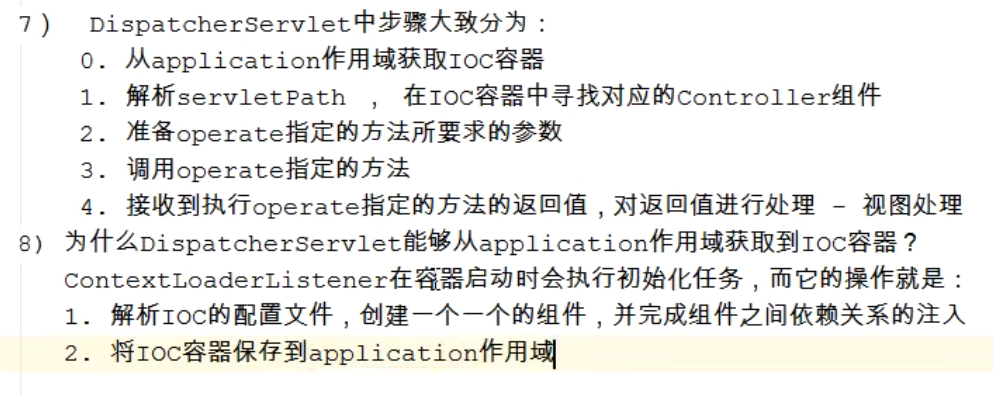 7） DispatcherServlet中步骤大致分为：
0. 从application作用域获取IOC容器
1. 解析servletPath ， 在IOC容器中寻找对应的Controller组件
2. 准备operate指定的方法所要求的参数
3. 调用operate指定的方法
4. 接收到执行operate指定的方法的返回值，对返回值进行处理 - 视图处理
8) 为什么DispatcherServlet能够从application作用域获取到IOC容器？
ContextLoaderListener在容器启动时会执行初始化任务，而它的操作就是：
1. 解析IOC的配置文件，创建一个一个的组件，并完成组件之间依赖关系的注入
2. 将IOC容器保存到application作用域